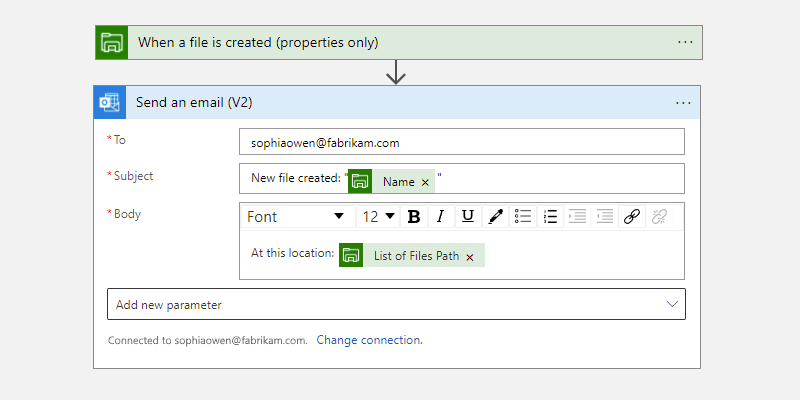 When a file is created (properties only) ...
Send an email (V2) ...
* To
sophiaowen@fabrikam.com
* Subject
New file created: " Name × "
* Body
Font 12 B I U
At this location: List of Files Path ×
Add new parameter
Connected to sophiaowen@fabrikam.com. Change connection.